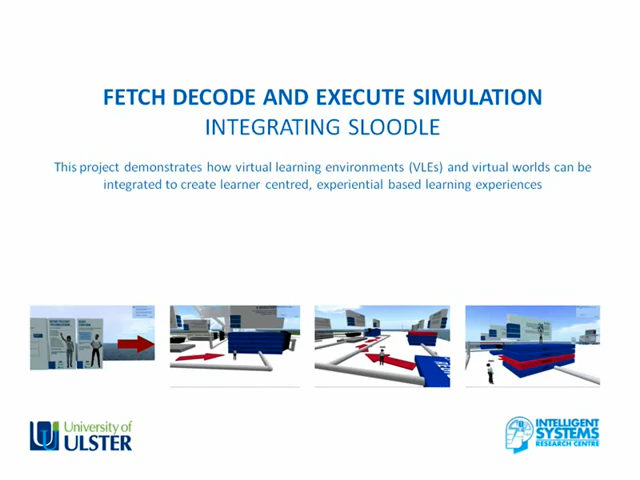 FETCH DECODE AND EXECUTE SIMULATION
INTEGRATING SLOODLE
This project demonstrates how virtual learning environments (VLEs) and virtual worlds can be
integrated to create learner centred, experiential based learning experiences
University of
ULSTER
INTELLIGENT
SYSTEMS
RESEARCH CENTRE